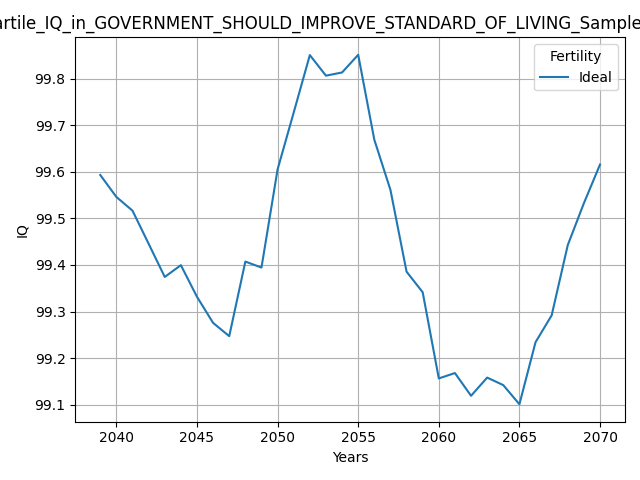 artile_IQ_in_GOVERNMENT_SHOULD_IMPROVE_STANDARD_OF_LIVING_Sample
Fertility
Ideal
IQ
99.8
99.7
99.6
99.5
99.4
99.3
99.2
99.1
2040 2045 2050 2055 2060 2065 2070
Years